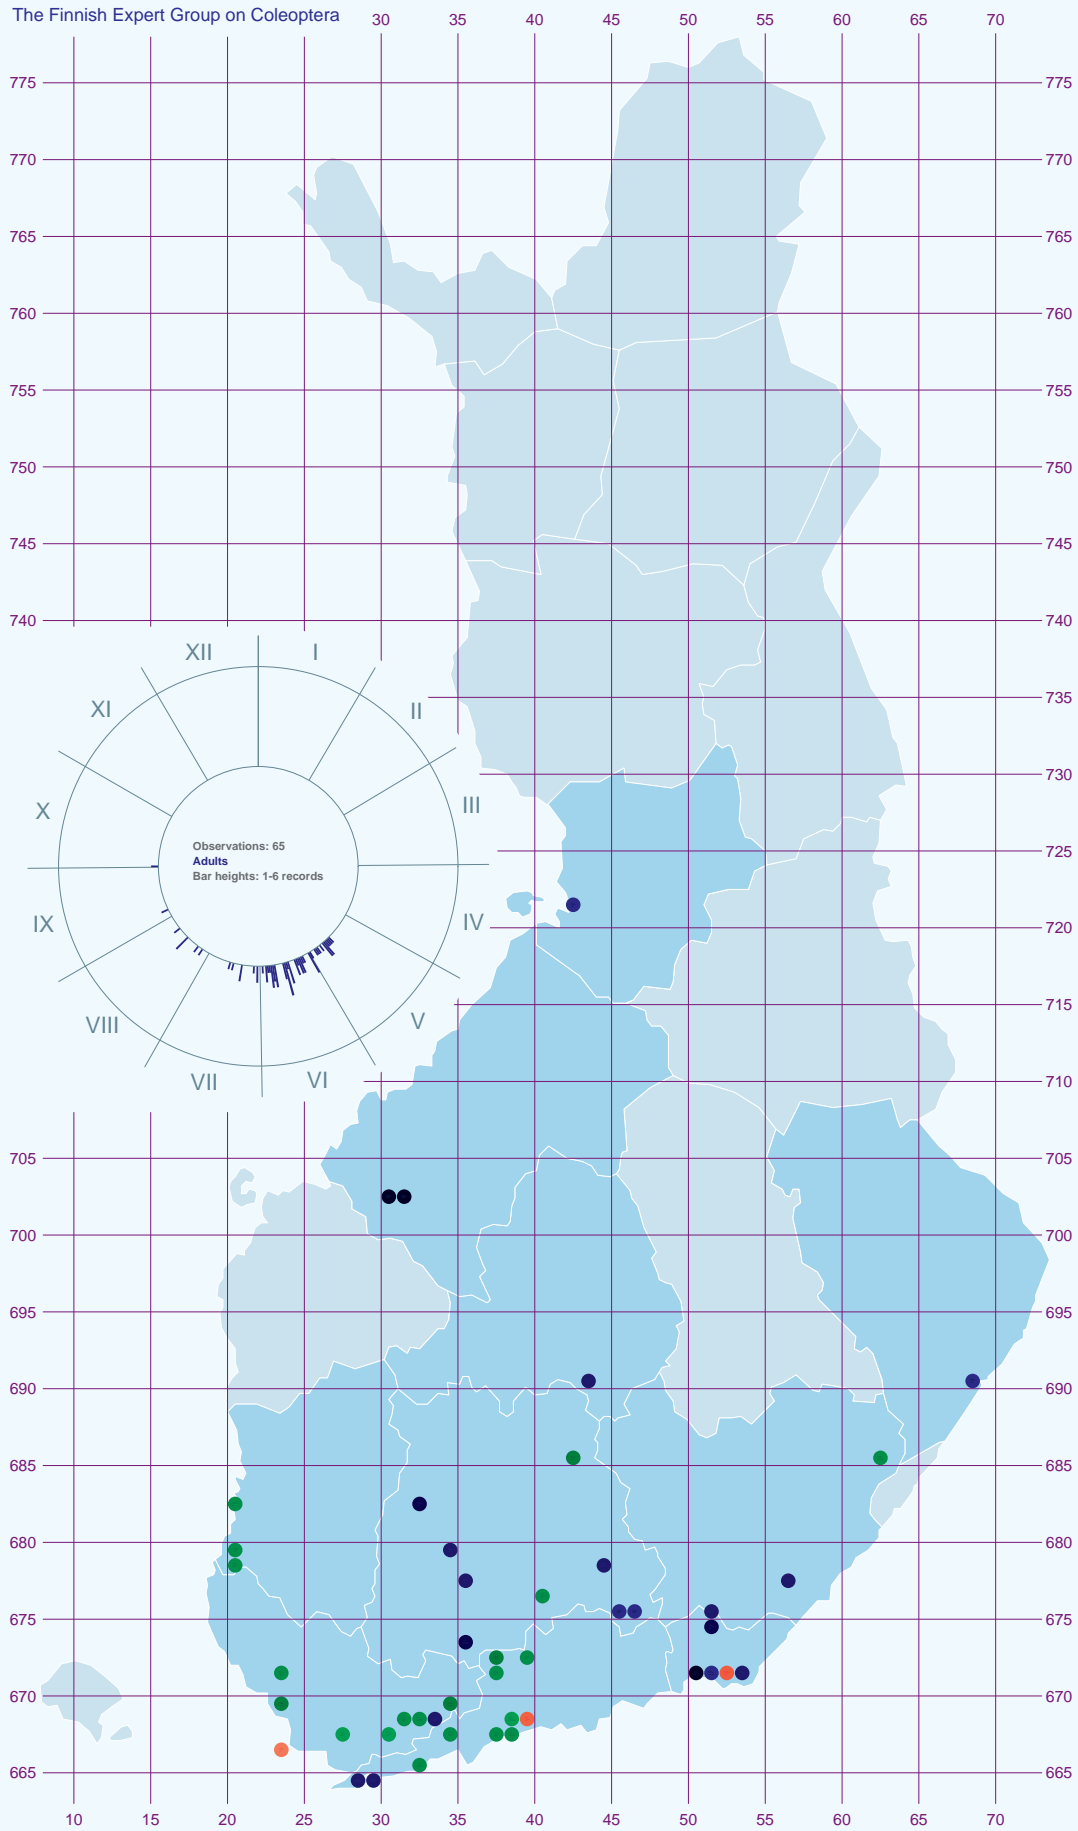 The Finnish Expert Group on Coleoptera
30 35 40 45 50 55 60 65 70
775 775
770 770
765 765
760 760
755 755
750 750
745 745
740 740
XII I
XI II
735
730
X III
725
Observations: 65
Adults
Bar heights: 1-6 records
IX IV
720
715
VIII V
VII VI
710
705 705
700 700
695 695
690 690
685 685
680 680
675 675
670 670
665 665
10 15 20 25 30 35 40 45 50 55 60 65 70